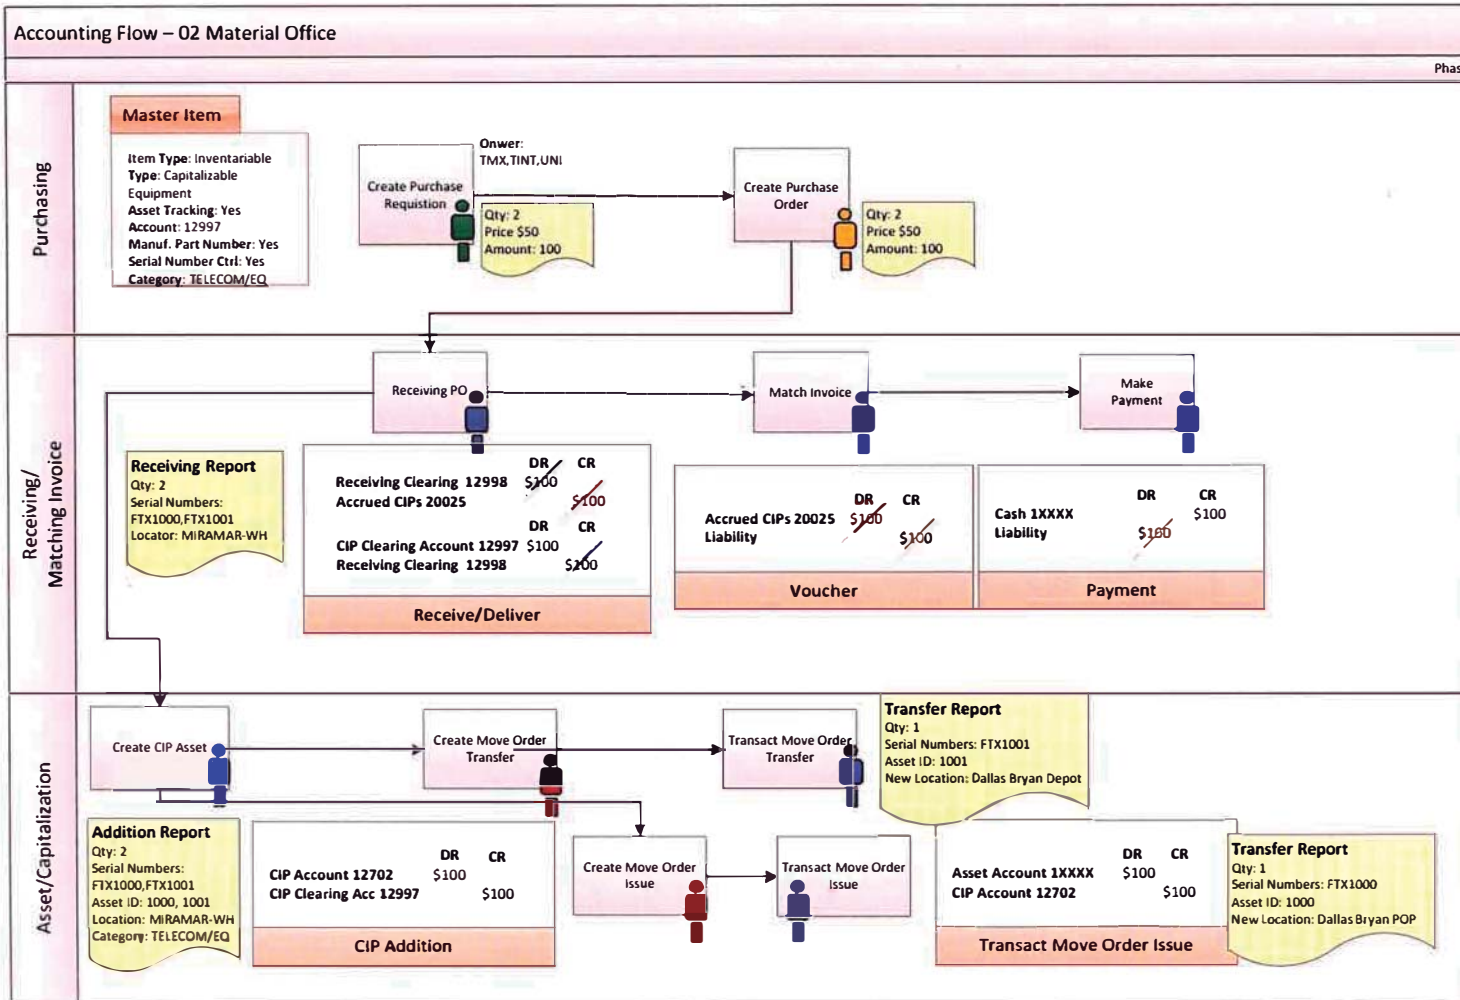 Accounting Flow – 02 Material Office
Phas
Purchasing
Master Item
Item Type: Inventariable
Type: Capitalizable
Equipment
Asset Tracking: Yes
Account: 12997
Manuf. Part Number: Yes
Serial Number Ctrl: Yes
Category: TELECOM/EQ
Create Purchase
Requistion
Onwer:
TMX,TINT,UNI
Qty: 2
Price $50
Amount: 100
Create Purchase
Order
Qty: 2
Price $50
Amount: 100
Receiving/
Matching Invoice
Receiving PO
Match Invoice
Make
Payment
Receiving Report
Qty: 2
Serial Numbers:
FTX1000,FTX1001
Locator: MIRAMAR-WH
DR CR
Receiving Clearing 12998 $100
Accrued CIPs 20025 $100
DR CR
CIP Clearing Account 12997 $100
Receiving Clearing 12998 $100
Receive/Deliver
DR CR
Accrued CIPs 20025 $100
Liability $100
Voucher
DR CR
Cash 1XXXX $100
Liability $100
Payment
Asset/Capitalization
Create CIP Asset
Create Move Order
Transfer
Transact Move Order
Transfer
Transfer Report
Qty: 1
Serial Numbers: FTX1001
Asset ID: 1001
New Location: Dallas Bryan Depot
Addition Report
Qty: 2
Serial Numbers:
FTX1000,FTX1001
Asset ID: 1000, 1001
Location: MIRAMAR-WH
Category: TELECOM/EQ
DR CR
CIP Account 12702 $100
CIP Clearing Acc 12997 $100
CIP Addition
Create Move Order
Issue
Transact Move Order
Issue
DR CR
Asset Account 1XXXX $100
CIP Account 12702 $100
Transact Move Order Issue
Transfer Report
Qty: 1
Serial Numbers: FTX1000
Asset ID: 1000
New Location: Dallas Bryan POP